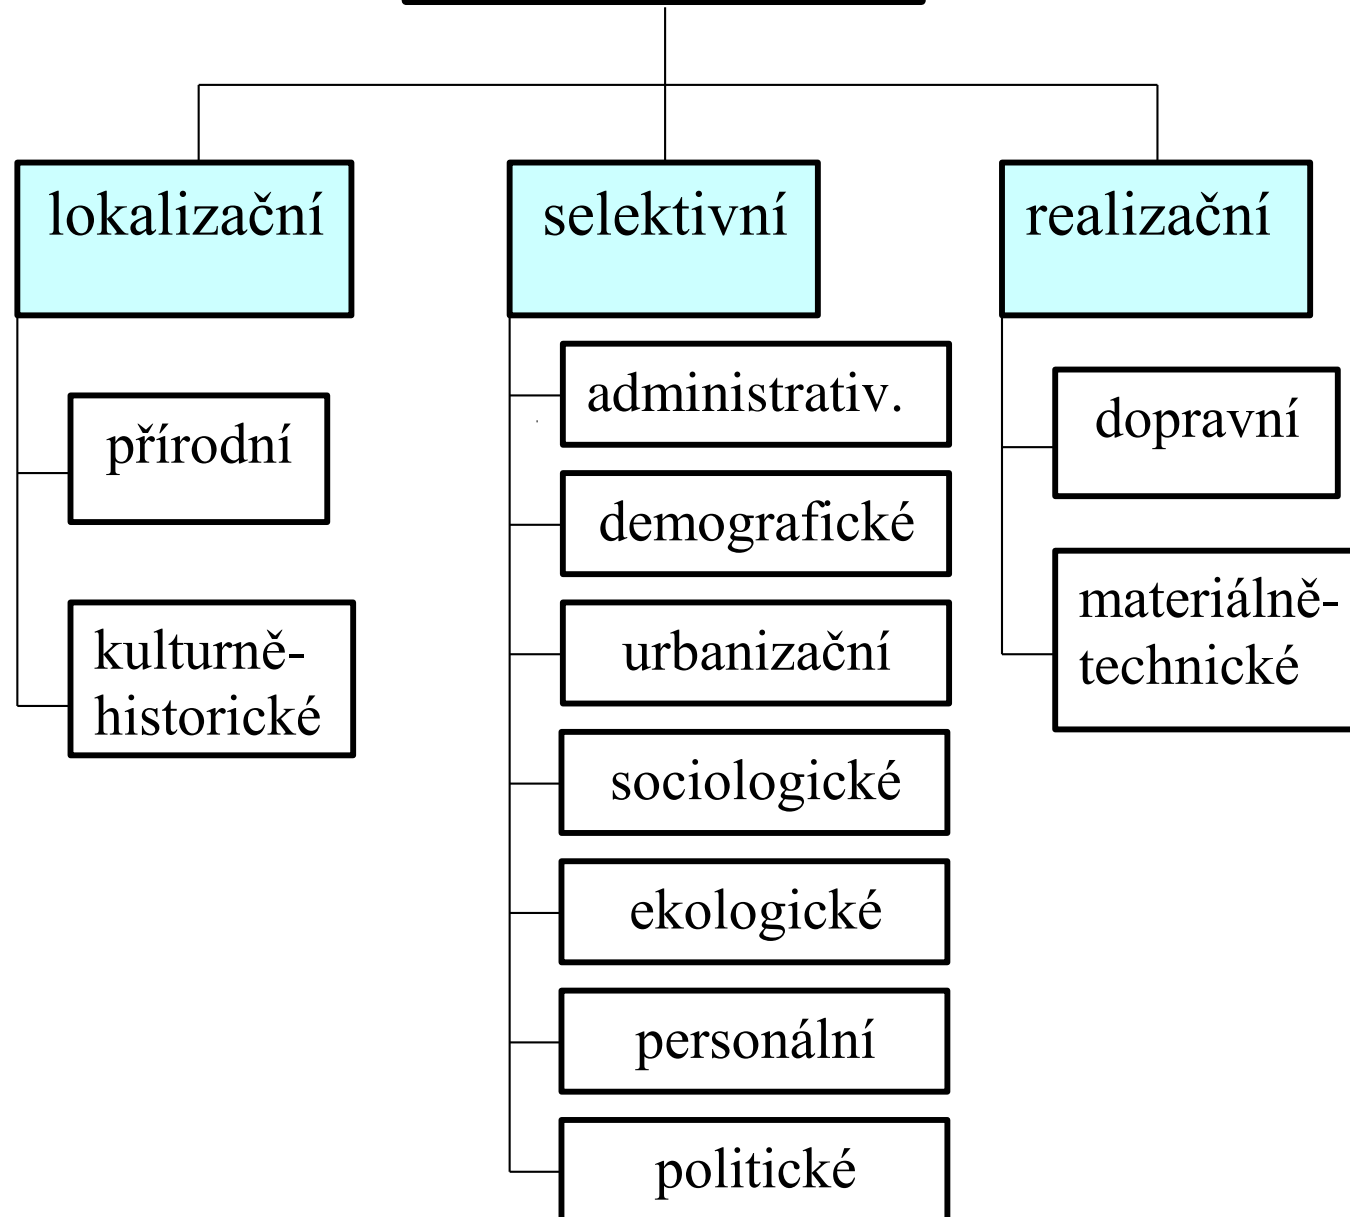 lokalizační
přírodní
kulturně-
historické
selektivní
administrativ.
demografické
urbanizační
sociologické
ekologické
personální
politické
realizační
dopravní
materiálně-
technické